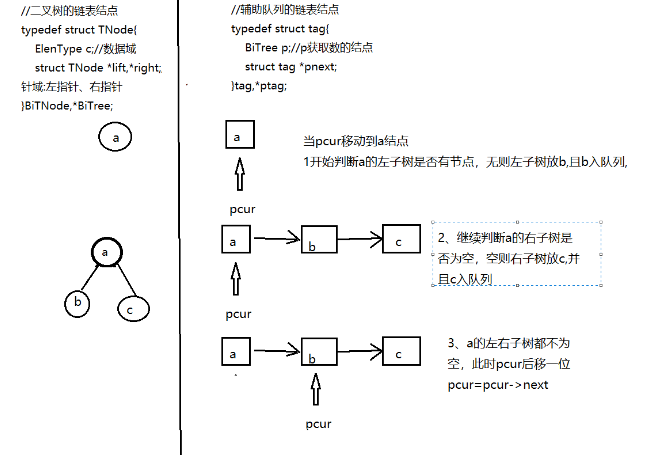 //二叉树的链表结点
typedef struct TNode{
ElenType c;//数据域
struct TNode *lift,*right;
针域:左指针、右指针
}BiTNode,*BiTree;
a
a
b
c
//辅助队列的链表结点
typedef struct tag{
BiTree p;//p获取数的结点
struct tag *pnext;
}tag,*ptag;
a
pcur
当pcur移动到a结点
1开始判断a的左子树是否有节点，无则左子树放b,且b入队列,
a
b
c
pcur
2、继续判断a的右子树是
否为空，空则右子树放c,并
且c入队列
a
b
c
pcur
3、a的左右子树都不为
空，此时pcur后移一位
pcur=pcur->next